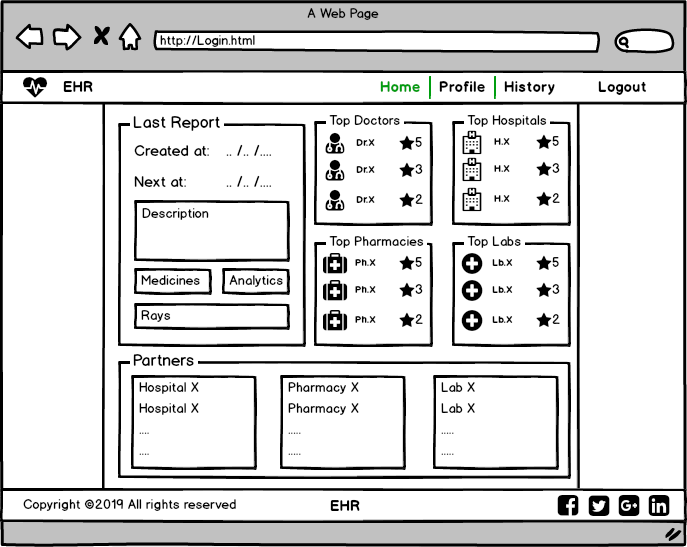 A Web Page
http://Login.html
EHR
Home
Profile
History
Logout
Last Report
Created at: .. /.. /....
Next at: .. /.. /....
Description
Medicines
Analytics
Rays
Top Doctors
Dr.X 5
Dr.X 3
Dr.X 2
Top Hospitals
H.X 5
H.X 3
H.X 2
Top Pharmacies
Ph.X 5
Ph.X 3
Ph.X 2
Top Labs
Lb.X 5
Lb.X 3
Lb.X 2
Partners
Hospital X
Hospital X
....
....
Pharmacy X
Pharmacy X
.....
.....
Lab X
Lab X
.....
.....
Copyright ©2019 All rights reserved
EHR
f
G+
in